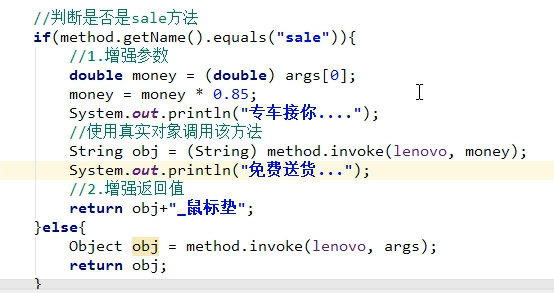 //判断是否是sale方法
if(method.getName().equals("sale")){
//1.增强参数
double money = (double) args[0];
money = money * 0.85;
System.out.println("专车接你....");
//使用真实对象调用该方法
String obj = (String) method.invoke(lenovo, money);
System.out.println("免费送货...");
//2.增强返回值
return obj+"_鼠标垫";
}else{
Object obj = method.invoke(lenovo, args);
return obj;
}